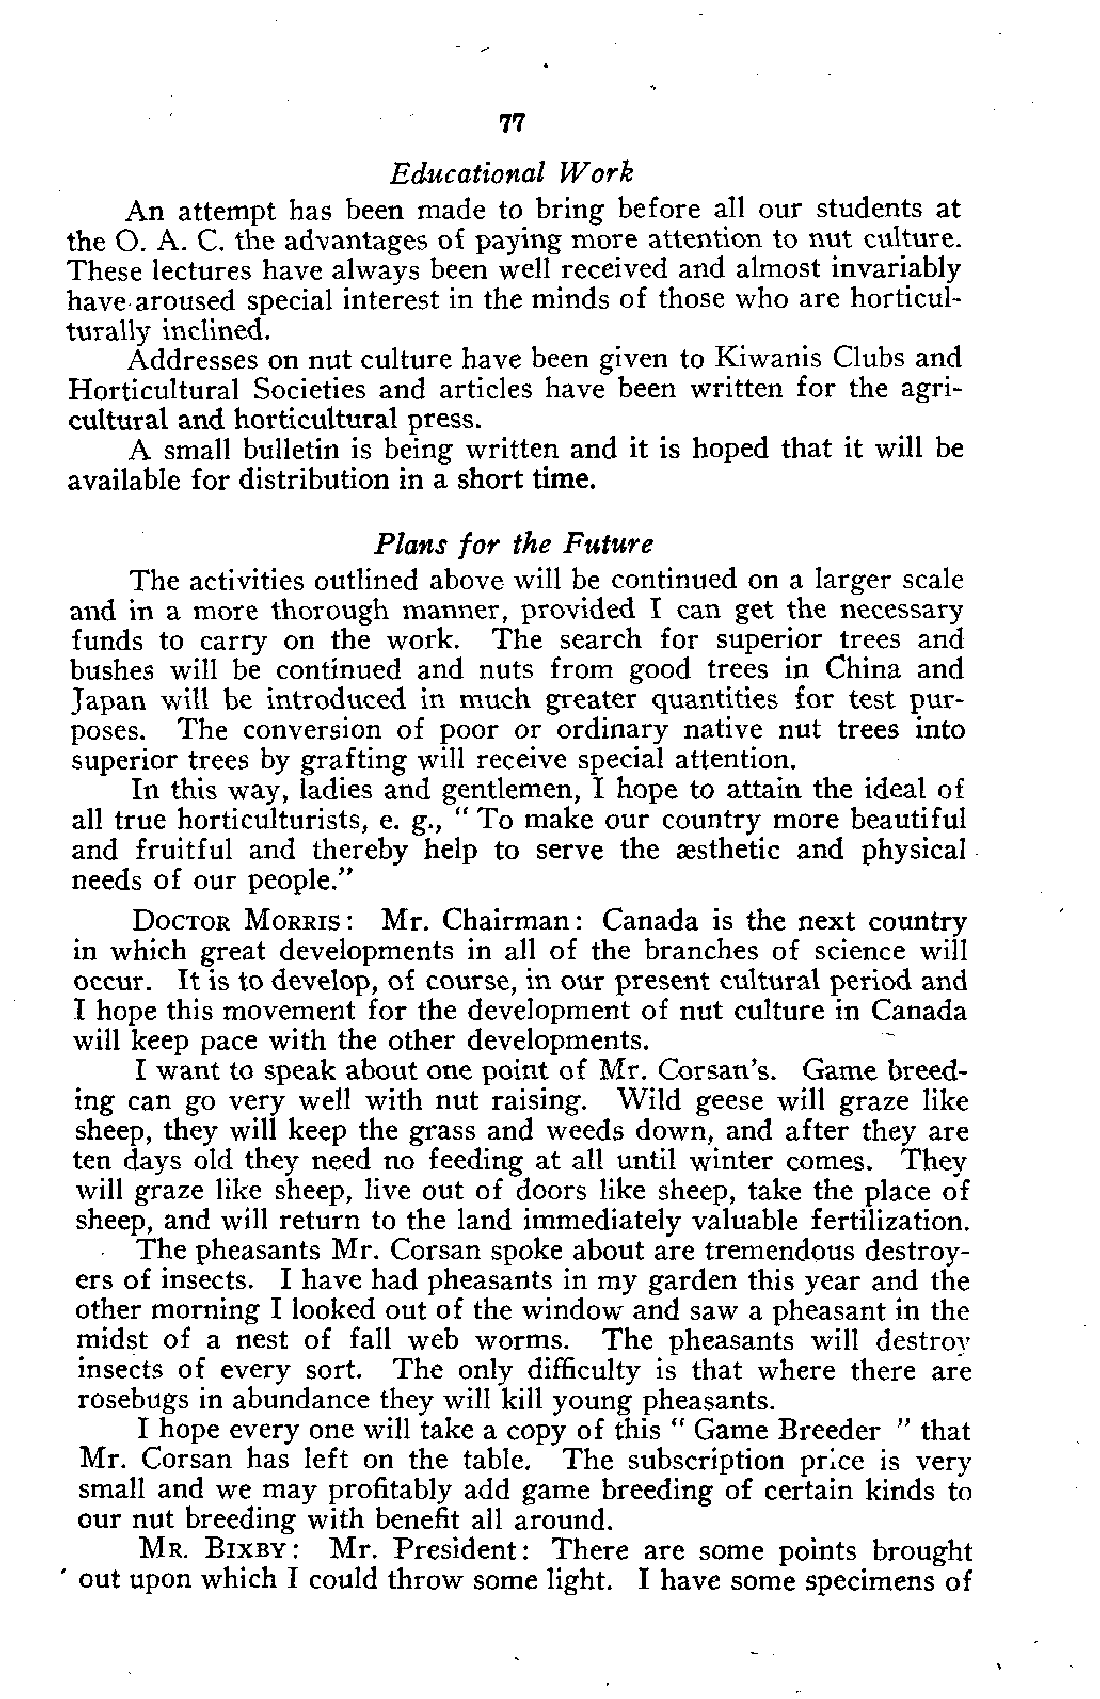 77
Educational Work
An attempt has been made to bring before all our students at
the O. A. C. the advantages of paying more attention to nut culture.
These lectures have always been well received and almost invariably
have aroused special interest in the minds of those who are horticul-
turally inclined.
Addresses on nut culture have been given to Kiwanis Clubs and
Horticultural Societies and articles have been written for the agri-
cultural and horticultural press.
A small bulletin is being written and it is hoped that it will be
available for distribution in a short time.
Plans for the Future
The activities outlined above will be continued on a larger scale
and in a more thorough manner, provided I can get the necessary
funds to carry on the work. The search for superior trees and
bushes will be continued and nuts from good trees in China and
Japan will be introduced in much greater quantities for test pur-
poses. The conversion of poor or ordinary native nut trees into
superior trees by grafting will receive special attention.
In this way, ladies and gentlemen, I hope to attain the ideal of
all true horticulturists, e. g., " To make our country more beautiful
and fruitful and thereby help to serve the æsthetic and physical
needs of our people."
DOCTOR MORRIS: Mr. Chairman: Canada is the next country
in which great developments in all of the branches of science will
occur. It is to develop, of course, in our present cultural period and
I hope this movement for the development of nut culture in Canada
will keep pace with the other developments.
I want to speak about one point of Mr. Corsan's. Game breed-
ing can go very well with nut raising. Wild geese will graze like
sheep, they will keep the grass and weeds down, and after they are
ten days old they need no feeding at all until winter comes. They
will graze like sheep, live out of doors like sheep, take the place of
sheep, and will return to the land immediately valuable fertilization.
The pheasants Mr. Corsan spoke about are tremendous destroy-
ers of insects. I have had pheasants in my garden this year and the
other morning I looked out of the window and saw a pheasant in the
midst of a nest of fall web worms. The pheasants will destroy
insects of every sort. The only difficulty is that where there are
rosebugs in abundance they will kill young pheasants.
I hope every one will take a copy of this " Game Breeder " that
Mr. Corsan has left on the table. The subscription price is very
small and we may profitably add game breeding of certain kinds to
our nut breeding with benefit all around.
MR. BIXBY: Mr. President: There are some points brought
out upon which I could throw some light. I have some specimens of